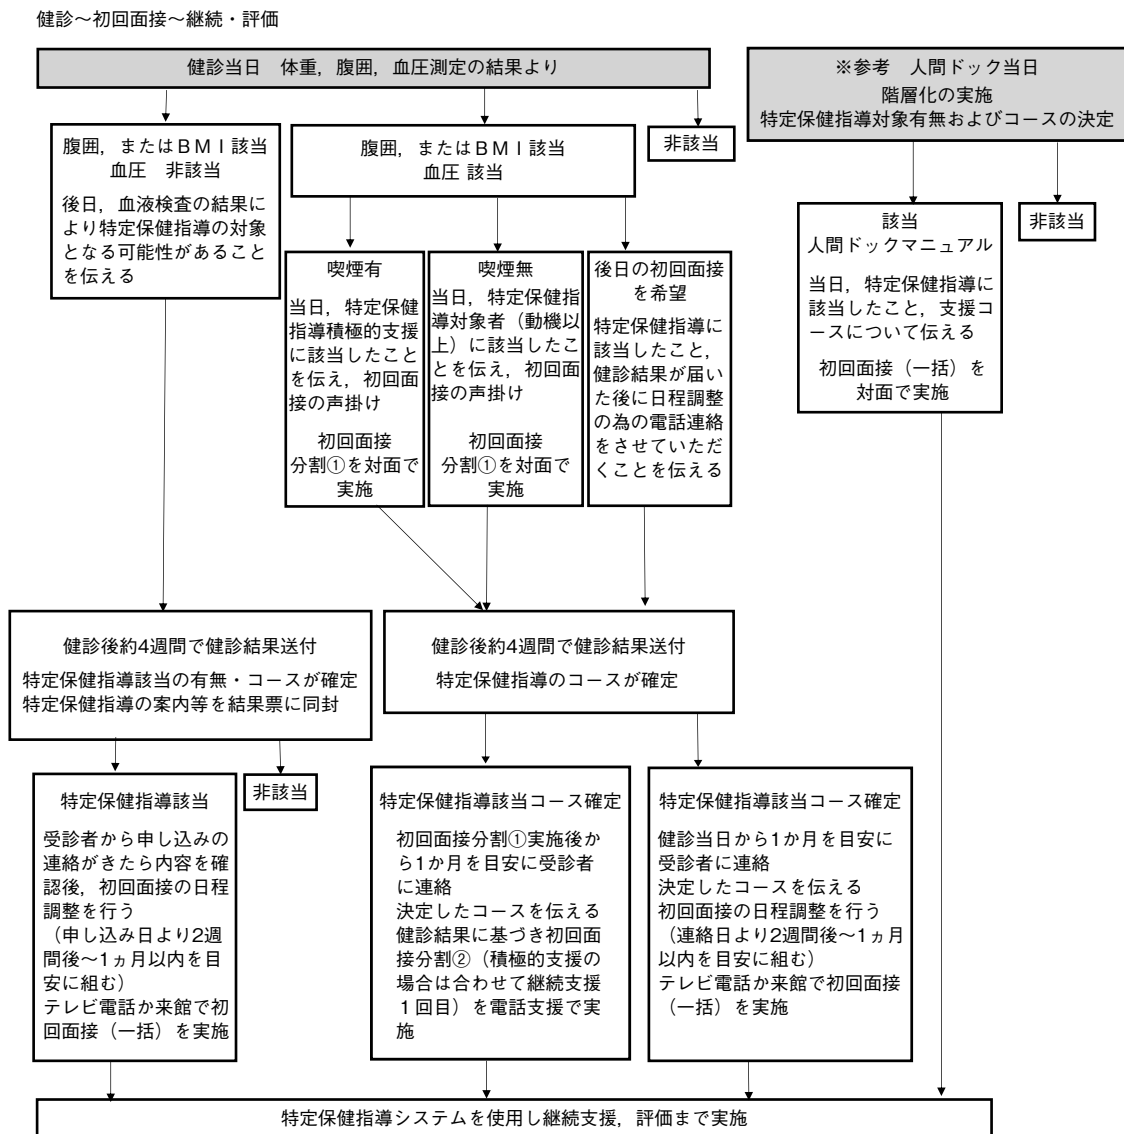 健診～初回面接～継続・評価
健診当日　体重，腹囲，血圧測定の結果より
※参考　人間ドック当日
階層化の実施
特定保健指導対象有無およびコースの決定
腹囲，またはＢＭＩ該当
血圧　非該当
後日，血液検査の結果に
より特定保健指導の対象
となる可能性があること
を伝える
腹囲，またはＢＭＩ該当
血圧 該当
非該当
該当
人間ドックマニュアル
当日，特定保健指導に
該当したこと，支援コ
ースについて伝える
初回面接（一括）を
対面で実施
非該当
喫煙有
当日，特定保健
指導積極的支援
に該当したこと
を伝え，初回面
接の声掛け
初回面接
分割①を対面で
実施
喫煙無
当日，特定保健指
導対象者（動機以
上）に該当したこ
とを伝え，初回面
接の声掛け
初回面接
分割①を対面で
実施
後日の初回面接
を希望
特定保健指導に
該当したこと，
健診結果が届い
た後に日程調整
の為の電話連絡
をさせていただ
くことを伝える
健診後約4週間で健診結果送付
特定保健指導該当の有無・コースが確定
特定保健指導の案内等を結果票に同封
健診後約4週間で健診結果送付
特定保健指導のコースが確定
特定保健指導該当
受診者から申し込みの
連絡がきたら内容を確
認後，初回面接の日程
調整を行う
（申し込み日より2週
間後～1ヵ月以内を目
安に組む）
テレビ電話か来館で初
回面接（一括）を実施
非該当
特定保健指導該当コース確定
初回面接分割①実施後か
ら1か月を目安に受診者
に連絡
決定したコースを伝える
健診結果に基づき初回面
接分割②（積極的支援の
場合は合わせて継続支援
１回目）を電話支援で実
施
特定保健指導該当コース確定
健診当日から1か月を目安に
受診者に連絡
決定したコースを伝える
初回面接の日程調整を行う
（連絡日より2週間後～1ヵ月
以内を目安に組む）
テレビ電話か来館で初回面接
（一括）を実施
特定保健指導システムを使用し継続支援，評価まで実施